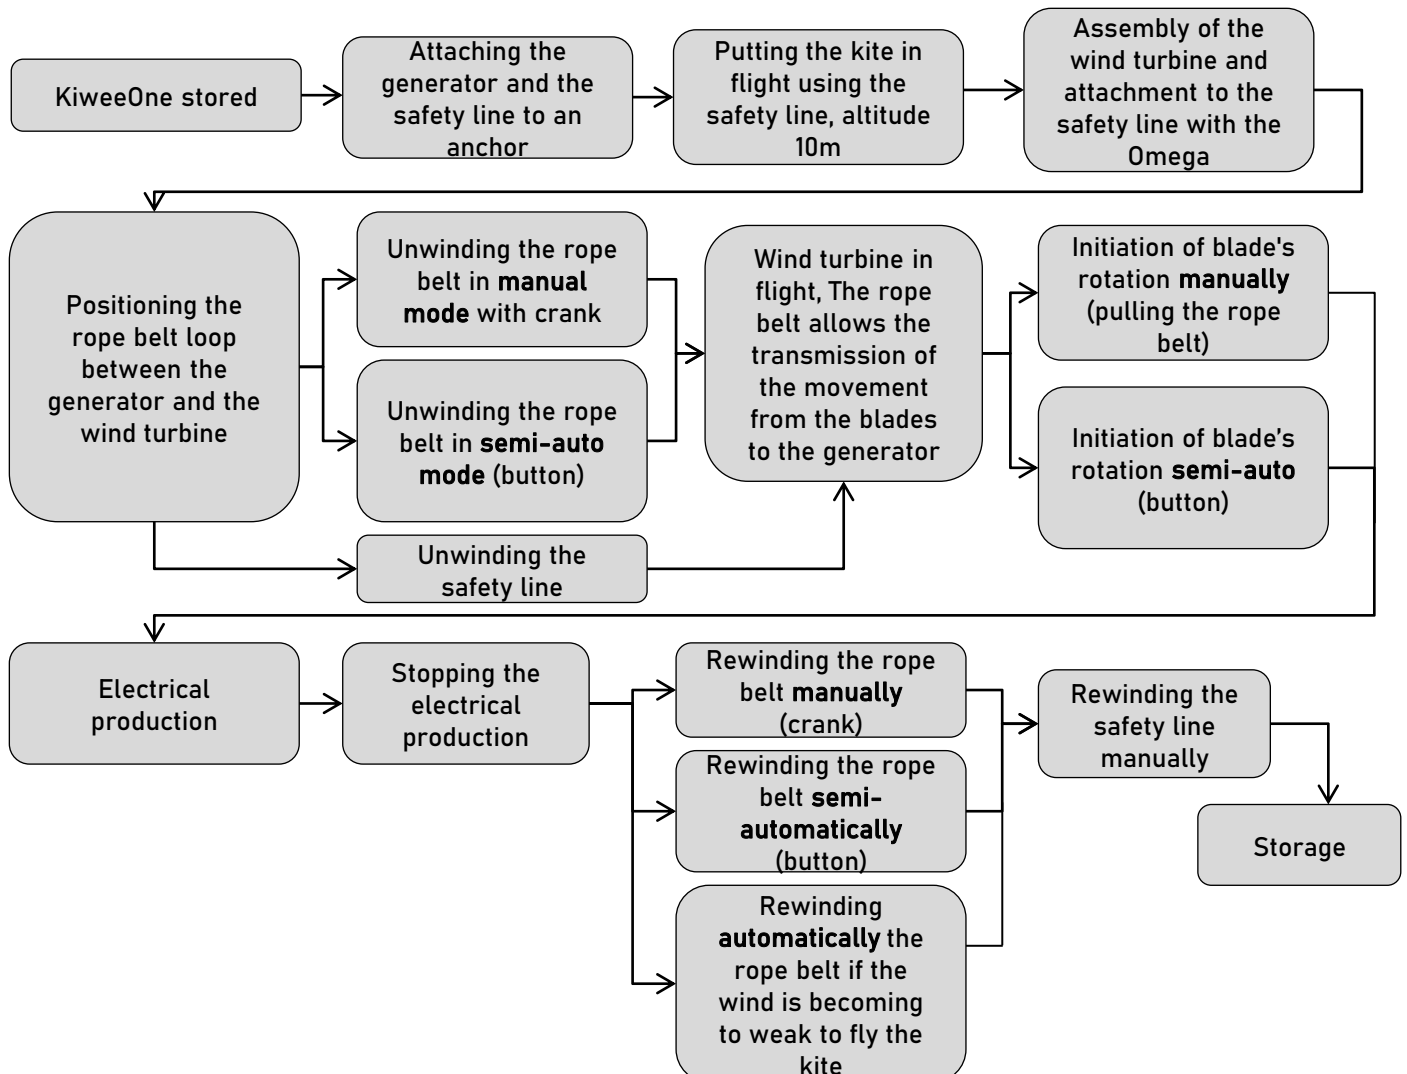 KiweeOne stored
Attaching the
generator and the
safety line to an
anchor
Putting the kite in
flight using the
safety line, altitude
10m
Assembly of the
wind turbine and
attachment to the
safety line with the
Omega
Positioning the
rope belt loop
between the
generator and the
wind turbine
Unwinding the rope
belt in manual
mode with crank
Unwinding the rope
belt in semi-auto
mode (button)
Unwinding the
safety line
Wind turbine in
flight, The rope
belt allows the
transmission of
the movement
from the blades
to the generator
Initiation of blade's
rotation manually
(pulling the rope
belt)
Initiation of blade’s
rotation semi-auto
(button)
Electrical
production
Stopping the
electrical
production
Rewinding the rope
belt manually
(crank)
Rewinding the rope
belt semi-
automatically
(button)
Rewinding
automatically the
rope belt if the
wind is becoming
to weak to fly the
kite
Rewinding the
safety line
manually
Storage